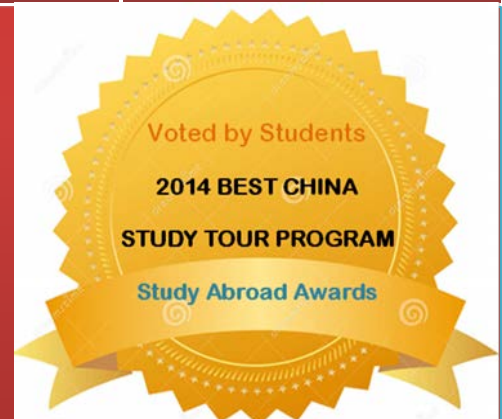 Voted by Students
2014 BEST CHINA
STUDY TOUR PROGRAM
Study Abroad Awards